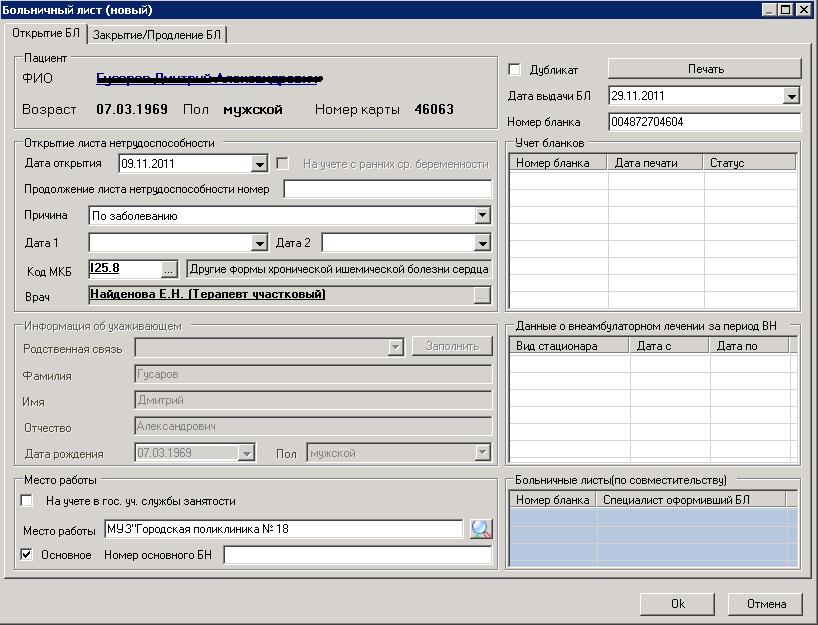 Больничный лист (новый)
Открытие БЛ Закрытие/Продление БЛ
Пациент
ФИО
Возраст 07.03.1969 Пол мужской Номер карты 46063
Дубликат Печать
Дата выдачи БЛ 29.11.2011
Номер бланка 004872704604
Открытие листа нетрудоспособности
Дата открытия 09.11.2011 На учете с ранних ср. беременности
Продолжение листа нетрудоспособности номер
Причина По заболеванию
Дата 1 Дата 2
Код МКБ I25.8 ... Другие формы хронической ишемической болезни сердца
Врач Найденова Е.Н. (Терапевт участковый) ...
Учет бланков
Номер бланка Дата печати Статус
Информация об ухаживающем
Родственная связь Заполнить
Фамилия Гусаров
Имя Дмитрий
Отчество Александрович
Дата рождения 07.03.1969 Пол мужской
Данные о внеамбулаторном лечении за период ВН
Вид стационара Дата с Дата по
Место работы
На учете в гос. уч. службы занятости
Место работы МУЗ"Городская поликлиника № 18
Основное Номер основного БН
Больничные листы(по совместительству)
Номер бланка Специалист оформивший БЛ
Ok Отмена